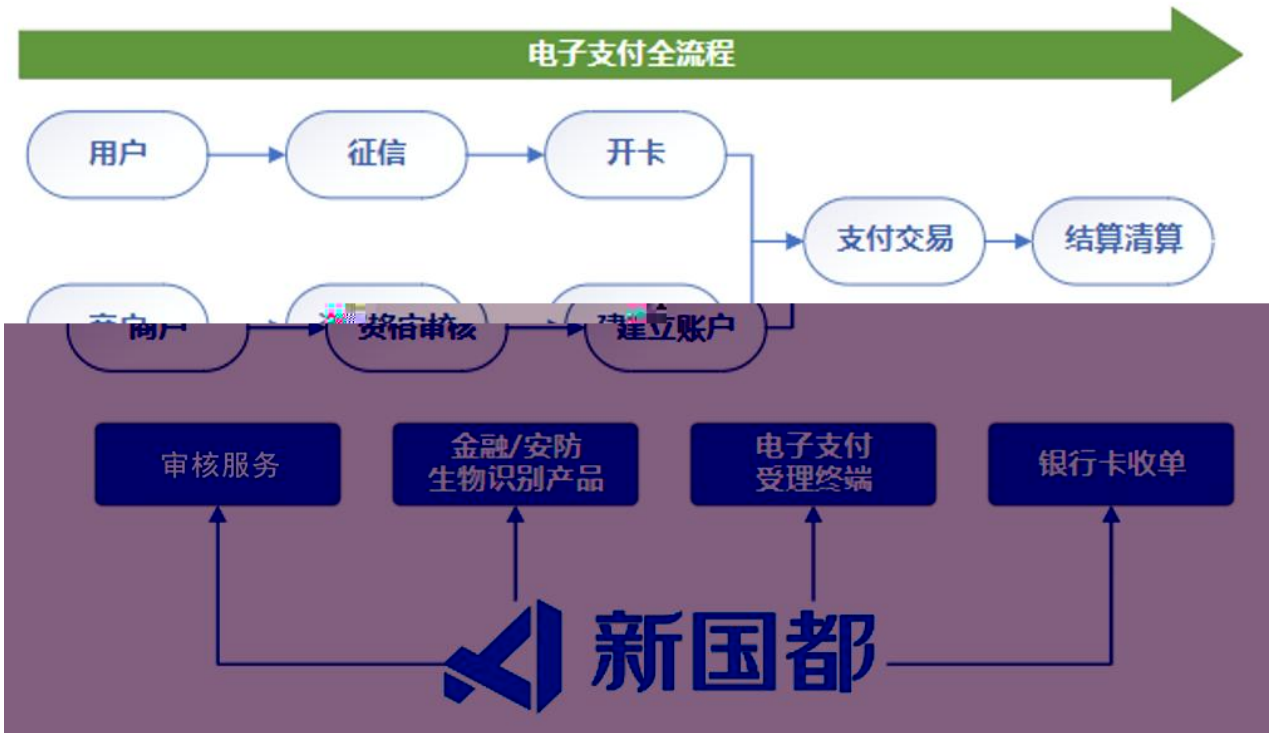 电子支付全流程
用户
征信
开卡
支付交易
结算清算
商户
资信审核
建立账户
审核服务
金融/安防
生物识别产品
电子支付
受理终端
银行卡收单
新国都